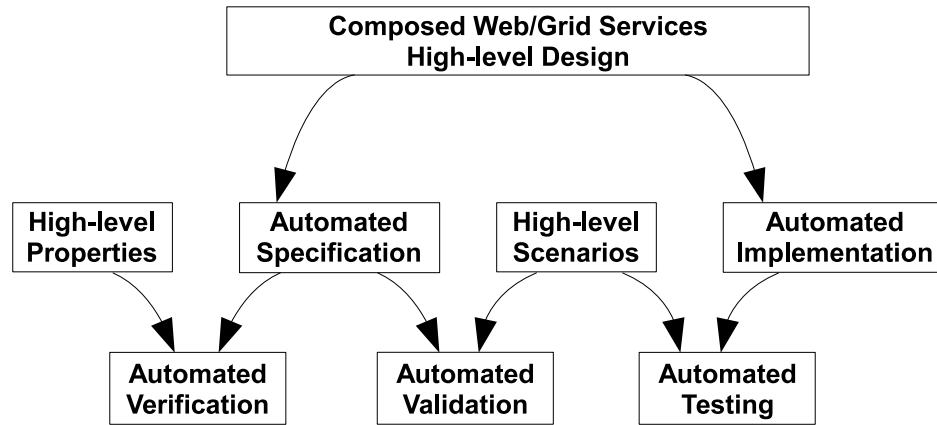 Composed Web/Grid Services
High-level Design
High-level
Properties
Automated
Specification
High-level
Scenarios
Automated
Implementation
Automated
Verification
Automated
Validation
Automated
Testing